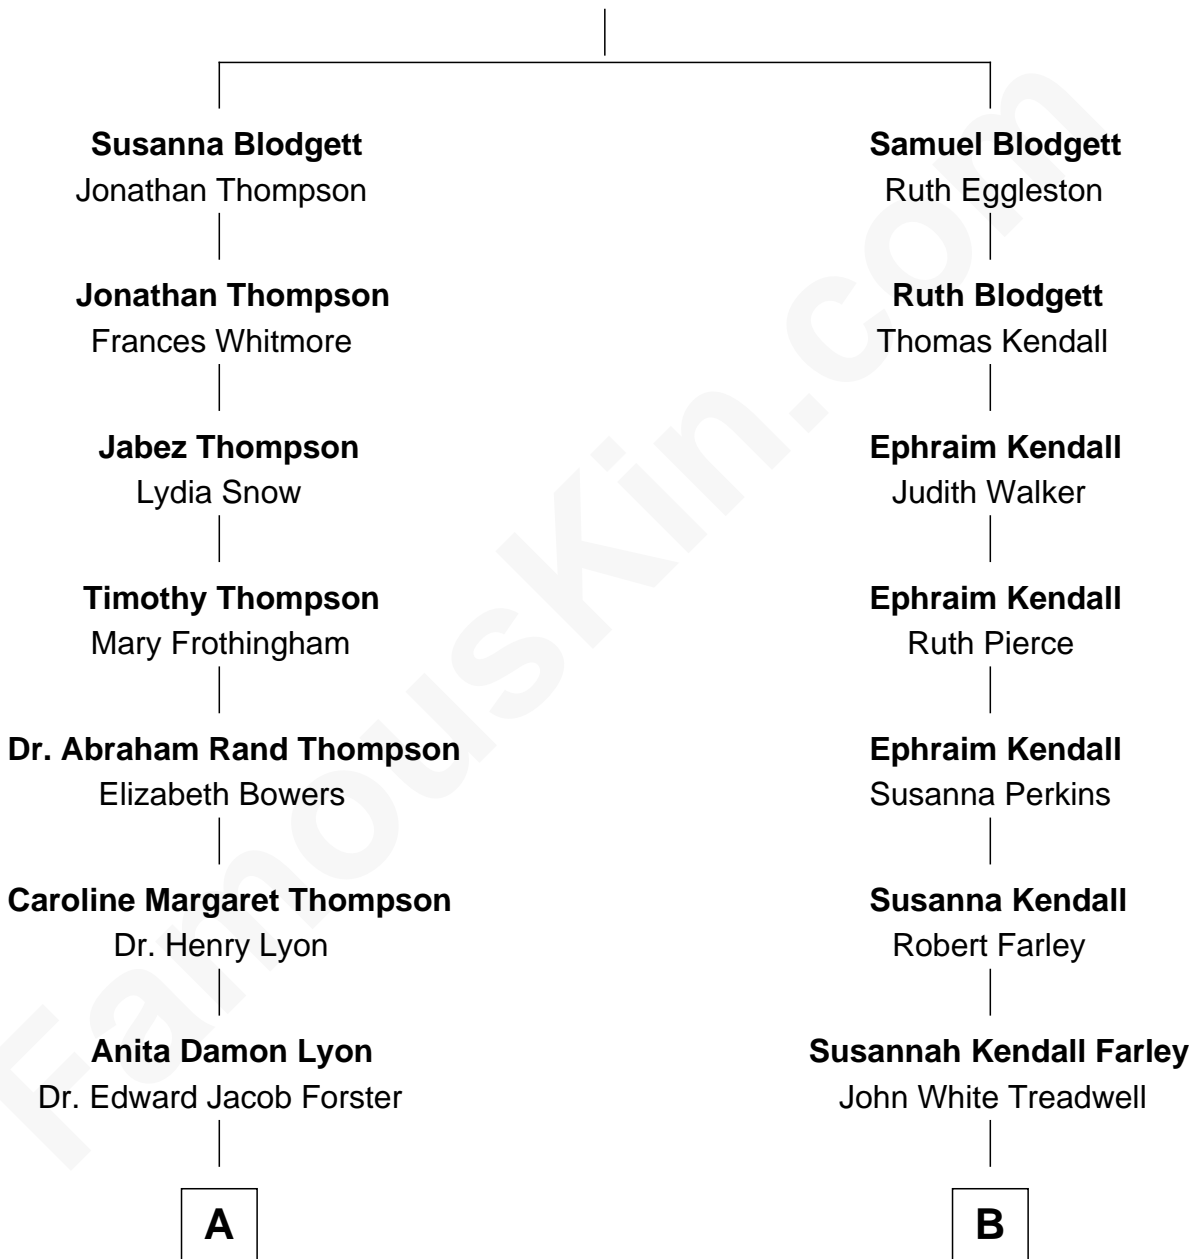 Susanna Blodgett
Jonathan Thompson
Samuel Blodgett
Ruth Eggleston
Jonathan Thompson
Frances Whitmore
Ruth Blodgett
Thomas Kendall
Jabez Thompson
Lydia Snow
Ephraim Kendall
Judith Walker
Timothy Thompson
Mary Frothingham
Ephraim Kendall
Ruth Pierce
Dr. Abraham Rand Thompson
Elizabeth Bowers
Ephraim Kendall
Susanna Perkins
Caroline Margaret Thompson
Dr. Henry Lyon
Susanna Kendall
Robert Farley
Anita Damon Lyon
Dr. Edward Jacob Forster
Susannah Kendall Farley
John White Treadwell
A
B
FamousKin.com